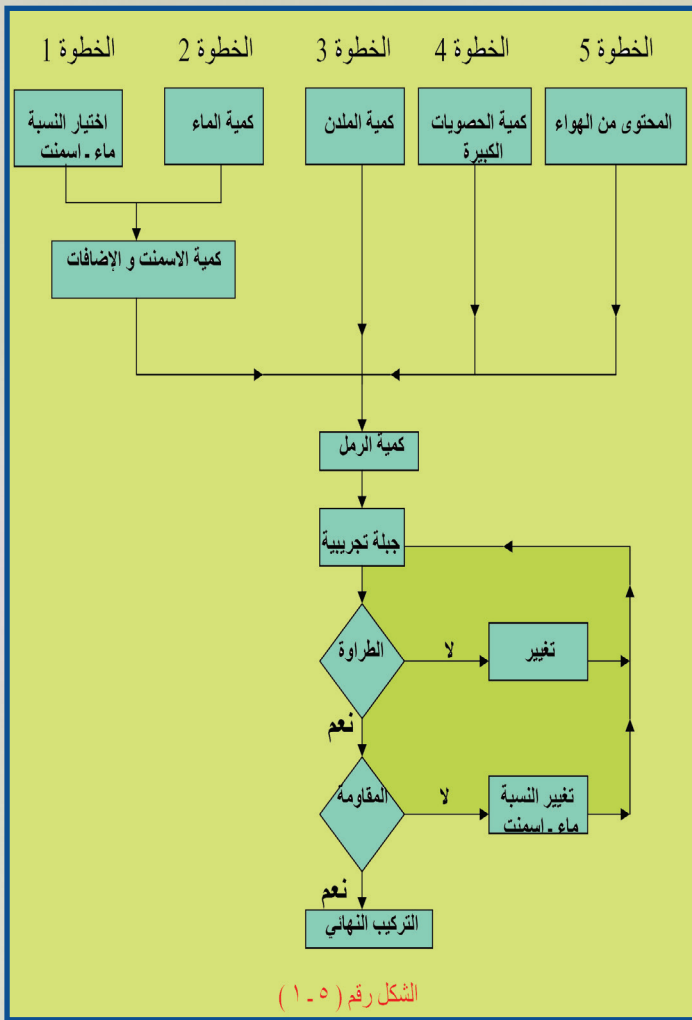 الخطوة 1
الخطوة 2
الخطوة 3
الخطوة 4
الخطوة 5
اختيار النسبة
ماء ـ اسمنت
كمية الماء
كمية الملدن
كمية الحصويات
الكبيرة
المحتوى من الهواء
كمية الاسمنت و الإضافات
كمية الرمل
جبلة تجريبية
الطراوة
لا
تغيير
نعم
المقاومة
لا
تغيير النسبة
ماء ـ اسمنت
نعم
التركيب النهائي
الشكل رقم ( ٥ ـ ١ )